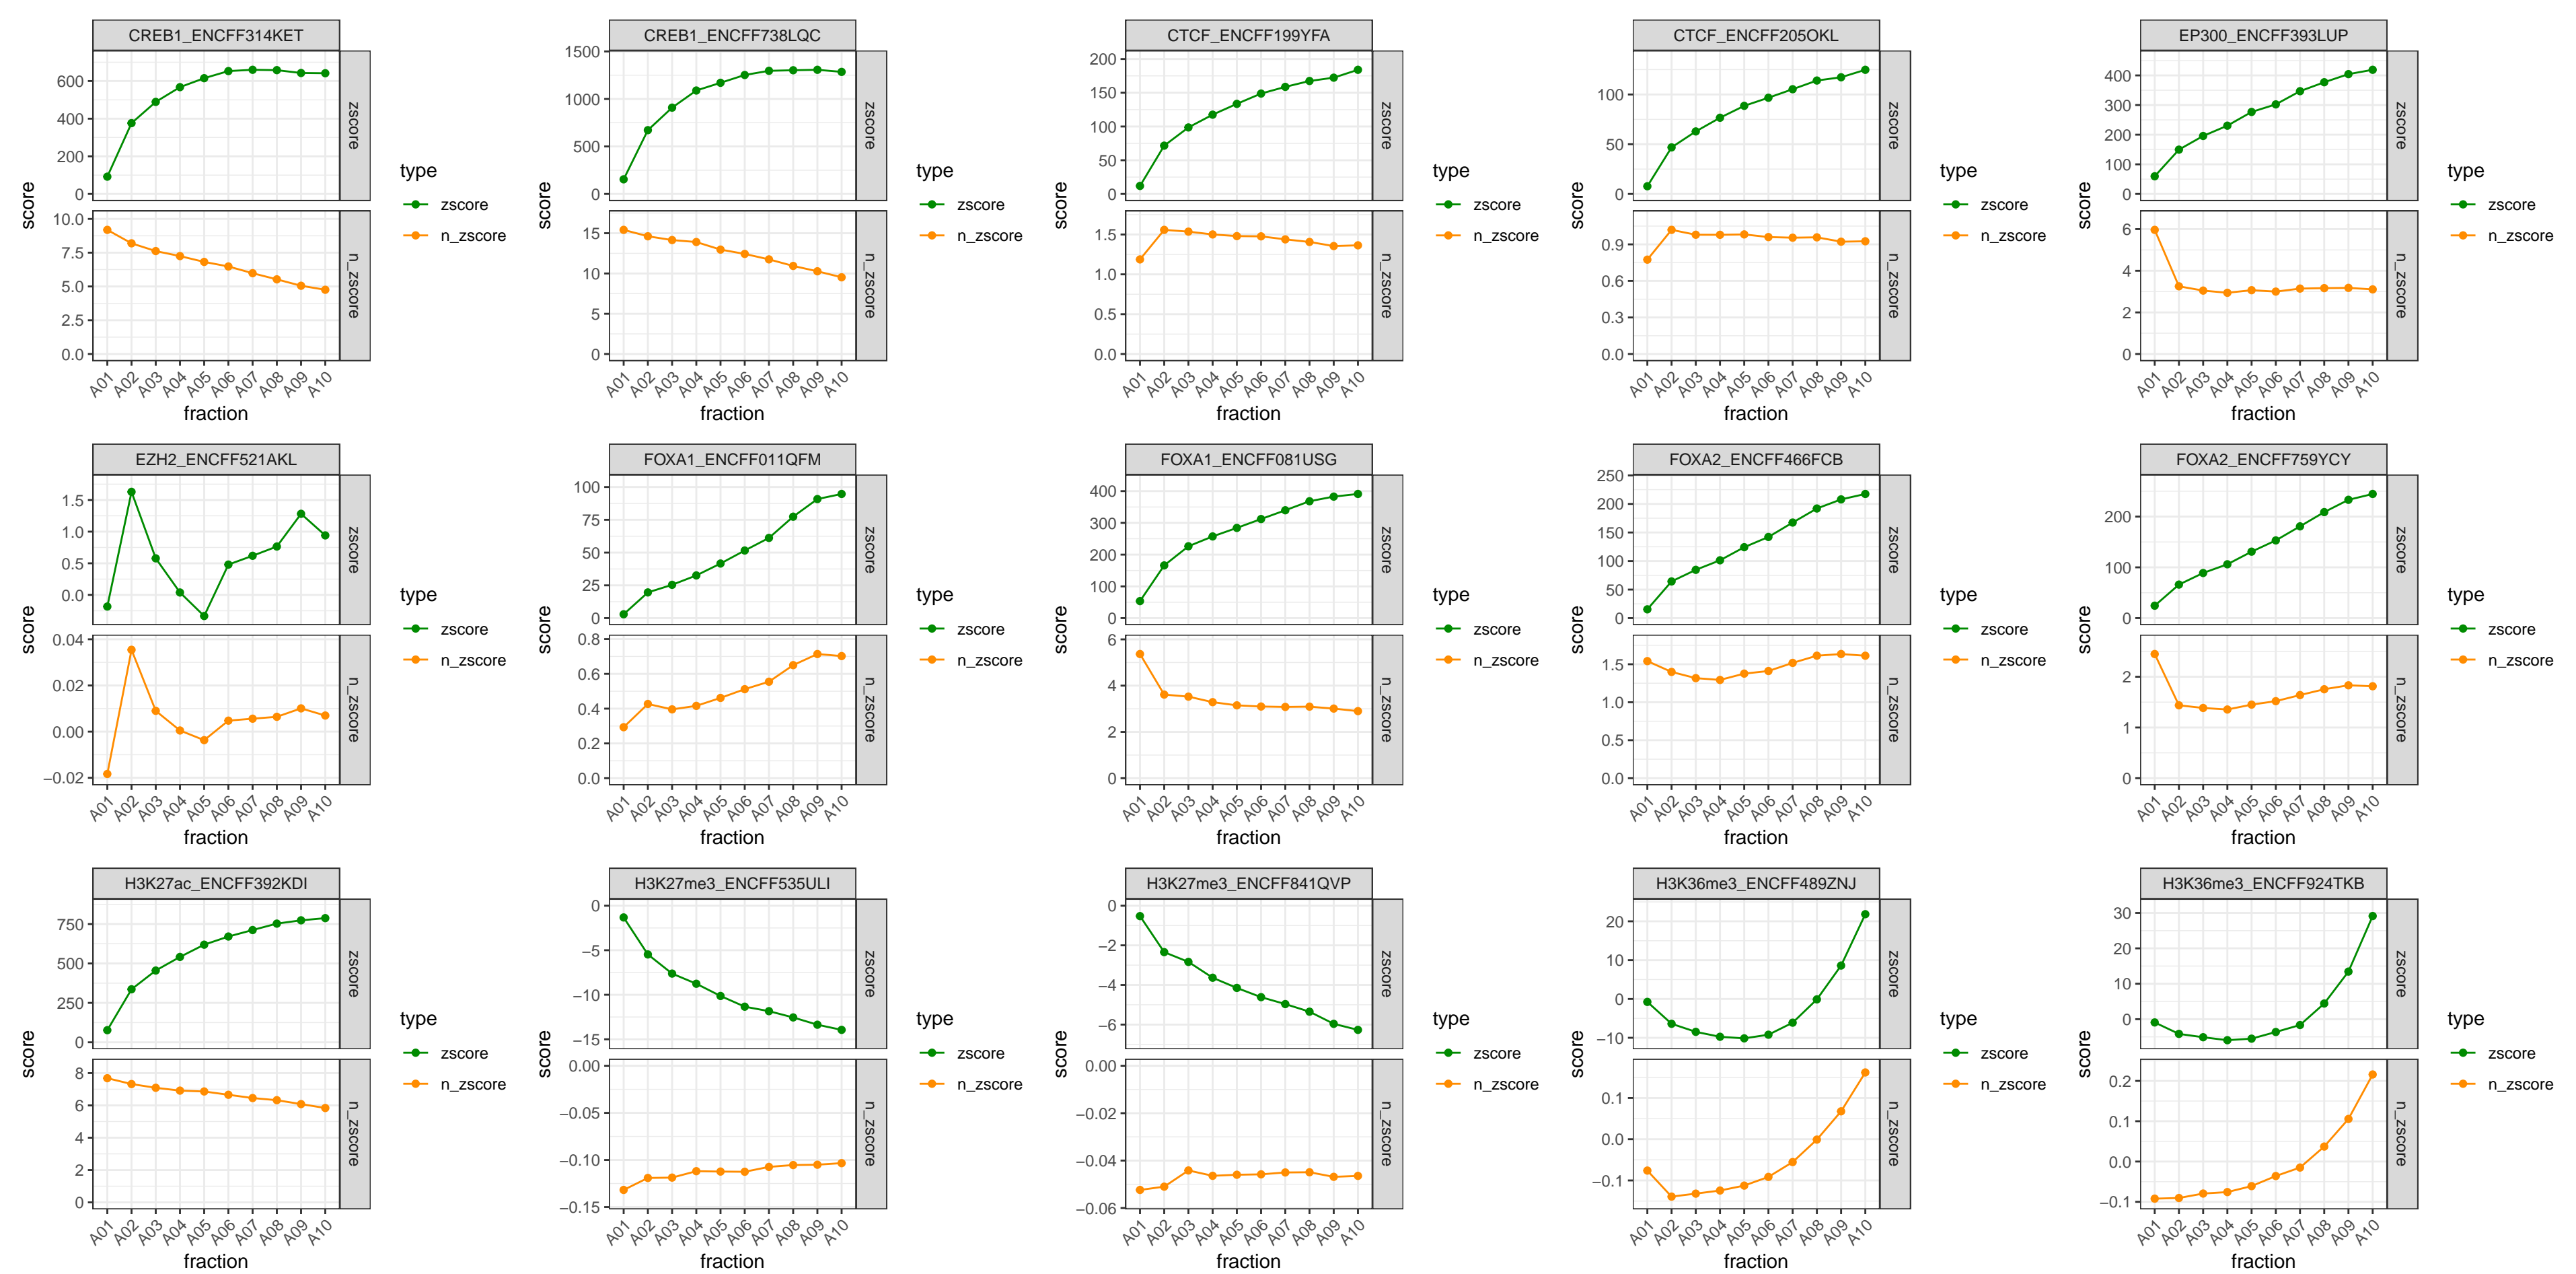 CREB1_ENCFF314KET
600
400
200
0
zscore
10.0
7.5
5.0
2.5
0.0
n_zscore
score
A01 A02 A03 A04 A05 A06 A07 A08 A09 A10
fraction
type
zscore
n_zscore
CREB1_ENCFF738LQC
1500
1000
500
0
zscore
15
10
5
0
n_zscore
score
A01 A02 A03 A04 A05 A06 A07 A08 A09 A10
fraction
type
zscore
n_zscore
CTCF_ENCFF199YFA
200
150
100
50
0
zscore
1.5
1.0
0.5
0.0
n_zscore
score
A01 A02 A03 A04 A05 A06 A07 A08 A09 A10
fraction
type
zscore
n_zscore
CTCF_ENCFF205OKL
100
50
0
zscore
0.9
0.6
0.3
0.0
n_zscore
score
A01 A02 A03 A04 A05 A06 A07 A08 A09 A10
fraction
type
zscore
n_zscore
EP300_ENCFF393LUP
400
300
200
100
0
zscore
6
4
2
0
n_zscore
score
A01 A02 A03 A04 A05 A06 A07 A08 A09 A10
fraction
type
zscore
n_zscore
EZH2_ENCFF521AKL
1.5
1.0
0.5
0.0
zscore
0.04
0.02
0.00
−0.02
n_zscore
score
A01 A02 A03 A04 A05 A06 A07 A08 A09 A10
fraction
type
zscore
n_zscore
FOXA1_ENCFF011QFM
100
75
50
25
0
zscore
0.8
0.6
0.4
0.2
0.0
n_zscore
score
A01 A02 A03 A04 A05 A06 A07 A08 A09 A10
fraction
type
zscore
n_zscore
FOXA1_ENCFF081USG
400
300
200
100
0
zscore
6
4
2
0
n_zscore
score
A01 A02 A03 A04 A05 A06 A07 A08 A09 A10
fraction
type
zscore
n_zscore
FOXA2_ENCFF466FCB
250
200
150
100
50
0
zscore
1.5
1.0
0.5
0.0
n_zscore
score
A01 A02 A03 A04 A05 A06 A07 A08 A09 A10
fraction
type
zscore
n_zscore
FOXA2_ENCFF759YCY
200
100
0
zscore
2
1
0
n_zscore
score
A01 A02 A03 A04 A05 A06 A07 A08 A09 A10
fraction
type
zscore
n_zscore
H3K27ac_ENCFF392KDI
750
500
250
0
zscore
8
6
4
2
0
n_zscore
score
A01 A02 A03 A04 A05 A06 A07 A08 A09 A10
fraction
type
zscore
n_zscore
H3K27me3_ENCFF535ULI
0
−5
−10
−15
zscore
0.00
−0.05
−0.10
−0.15
n_zscore
score
A01 A02 A03 A04 A05 A06 A07 A08 A09 A10
fraction
type
zscore
n_zscore
H3K27me3_ENCFF841QVP
0
−2
−4
−6
zscore
0.00
−0.02
−0.04
−0.06
n_zscore
score
A01 A02 A03 A04 A05 A06 A07 A08 A09 A10
fraction
type
zscore
n_zscore
H3K36me3_ENCFF489ZNJ
20
10
0
−10
zscore
0.1
0.0
−0.1
n_zscore
score
A01 A02 A03 A04 A05 A06 A07 A08 A09 A10
fraction
type
zscore
n_zscore
H3K36me3_ENCFF924TKB
30
20
10
0
zscore
0.2
0.1
0.0
−0.1
n_zscore
score
A01 A02 A03 A04 A05 A06 A07 A08 A09 A10
fraction
type
zscore
n_zscore